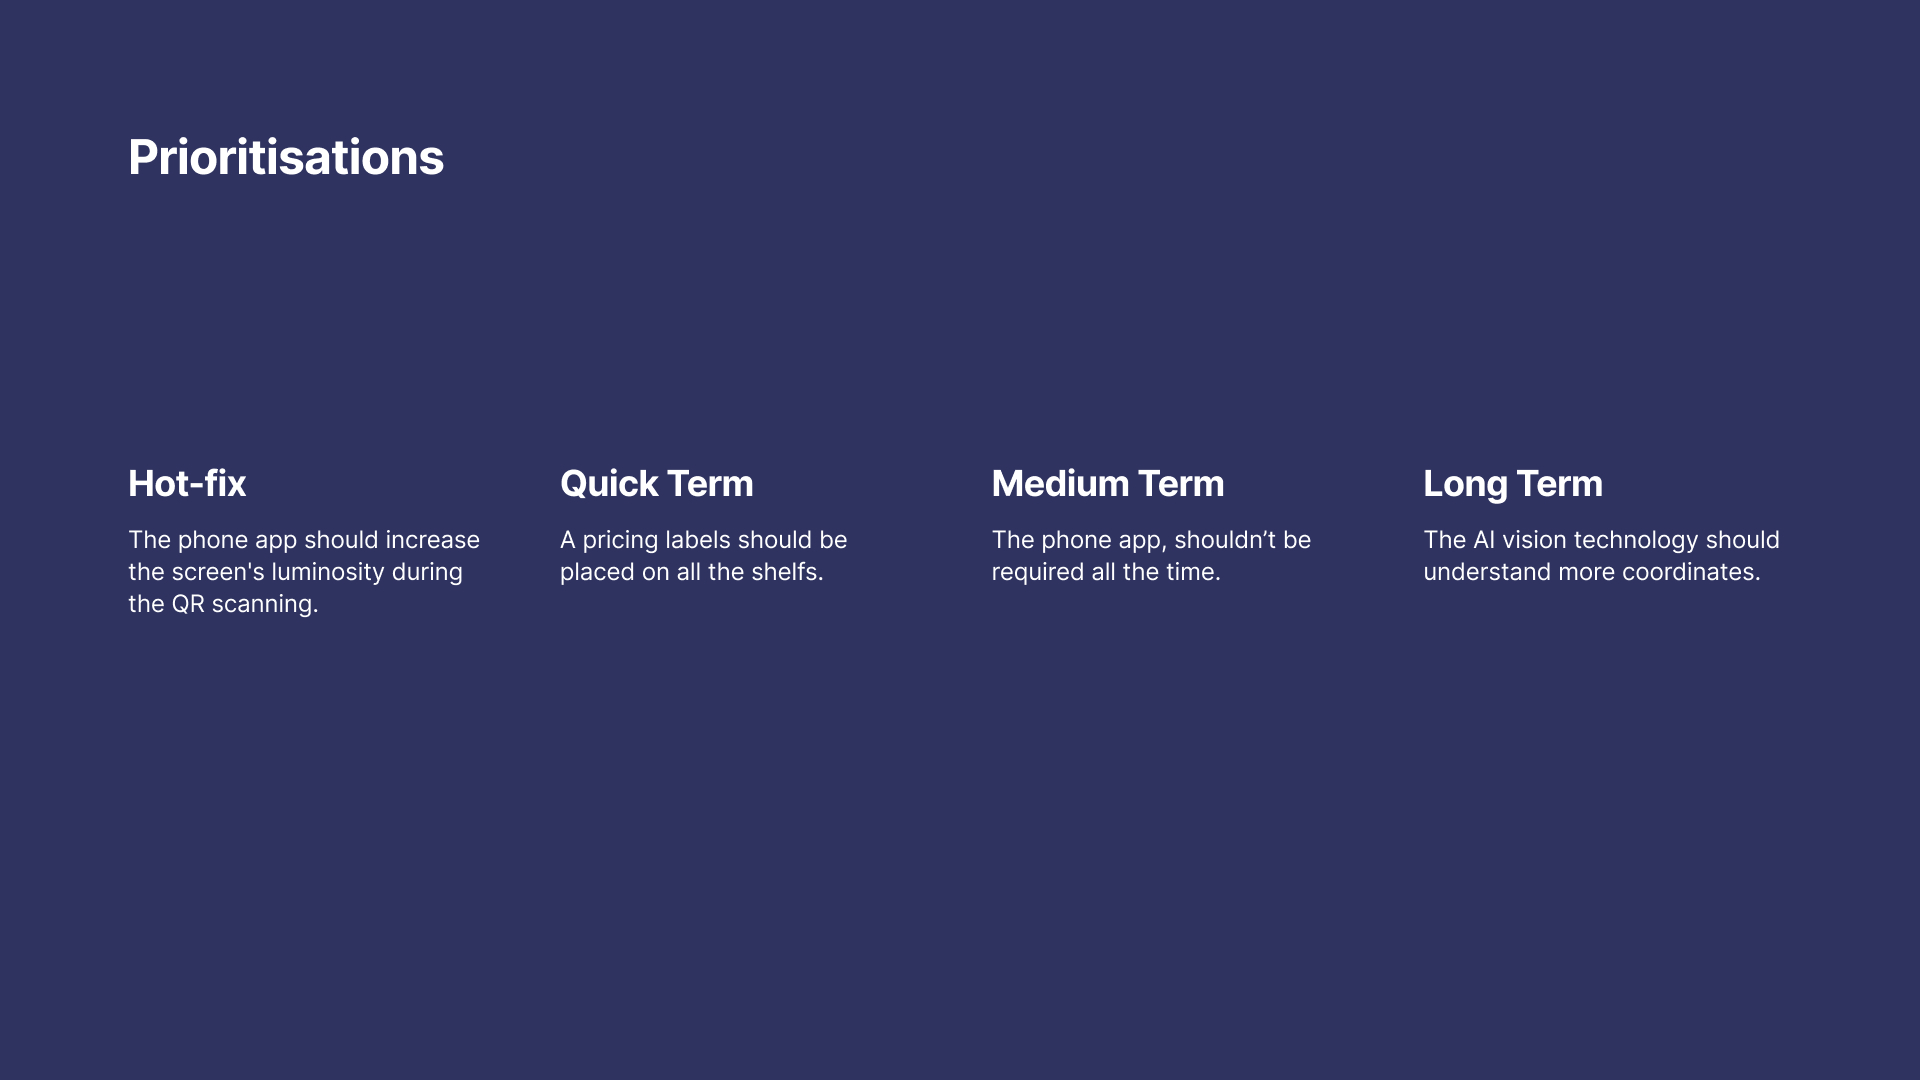 Prioritisations
Hot-fix
The phone app should increase
the screen's luminosity during
the QR scanning.
Quick Term
A pricing labels should be
placed on all the shelfs.
Medium Term
The phone app, shouldn’t be
required all the time.
Long Term
The AI vision technology should
understand more coordinates.